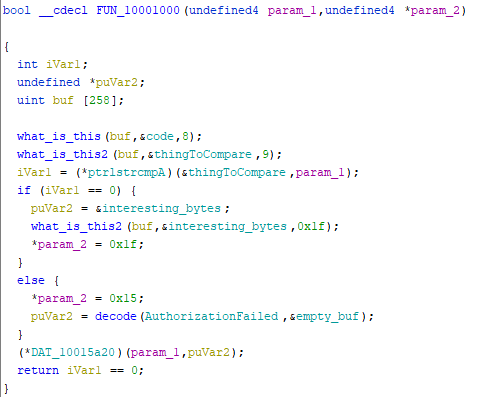 bool __cdecl FUN_10001000(undefined4 param_1,undefined4 *param_2)
{
int iVar1;
undefined *puVar2;
uint buf [258];
what_is_this(buf,&code,8);
what_is_this2(buf,&thingToCompare,9);
iVar1 = (*ptrlstrcmpA)(&thingToCompare,param_1);
if (iVar1 == 0) {
puVar2 = &interesting_bytes;
what_is_this2(buf,&interesting_bytes,0x1f);
*param_2 = 0x1f;
}
else {
*param_2 = 0x15;
puVar2 = decode(AuthorizationFailed,&empty_buf);
}
(*DAT_10015a20)(param_1,puVar2);
return iVar1 == 0;
}